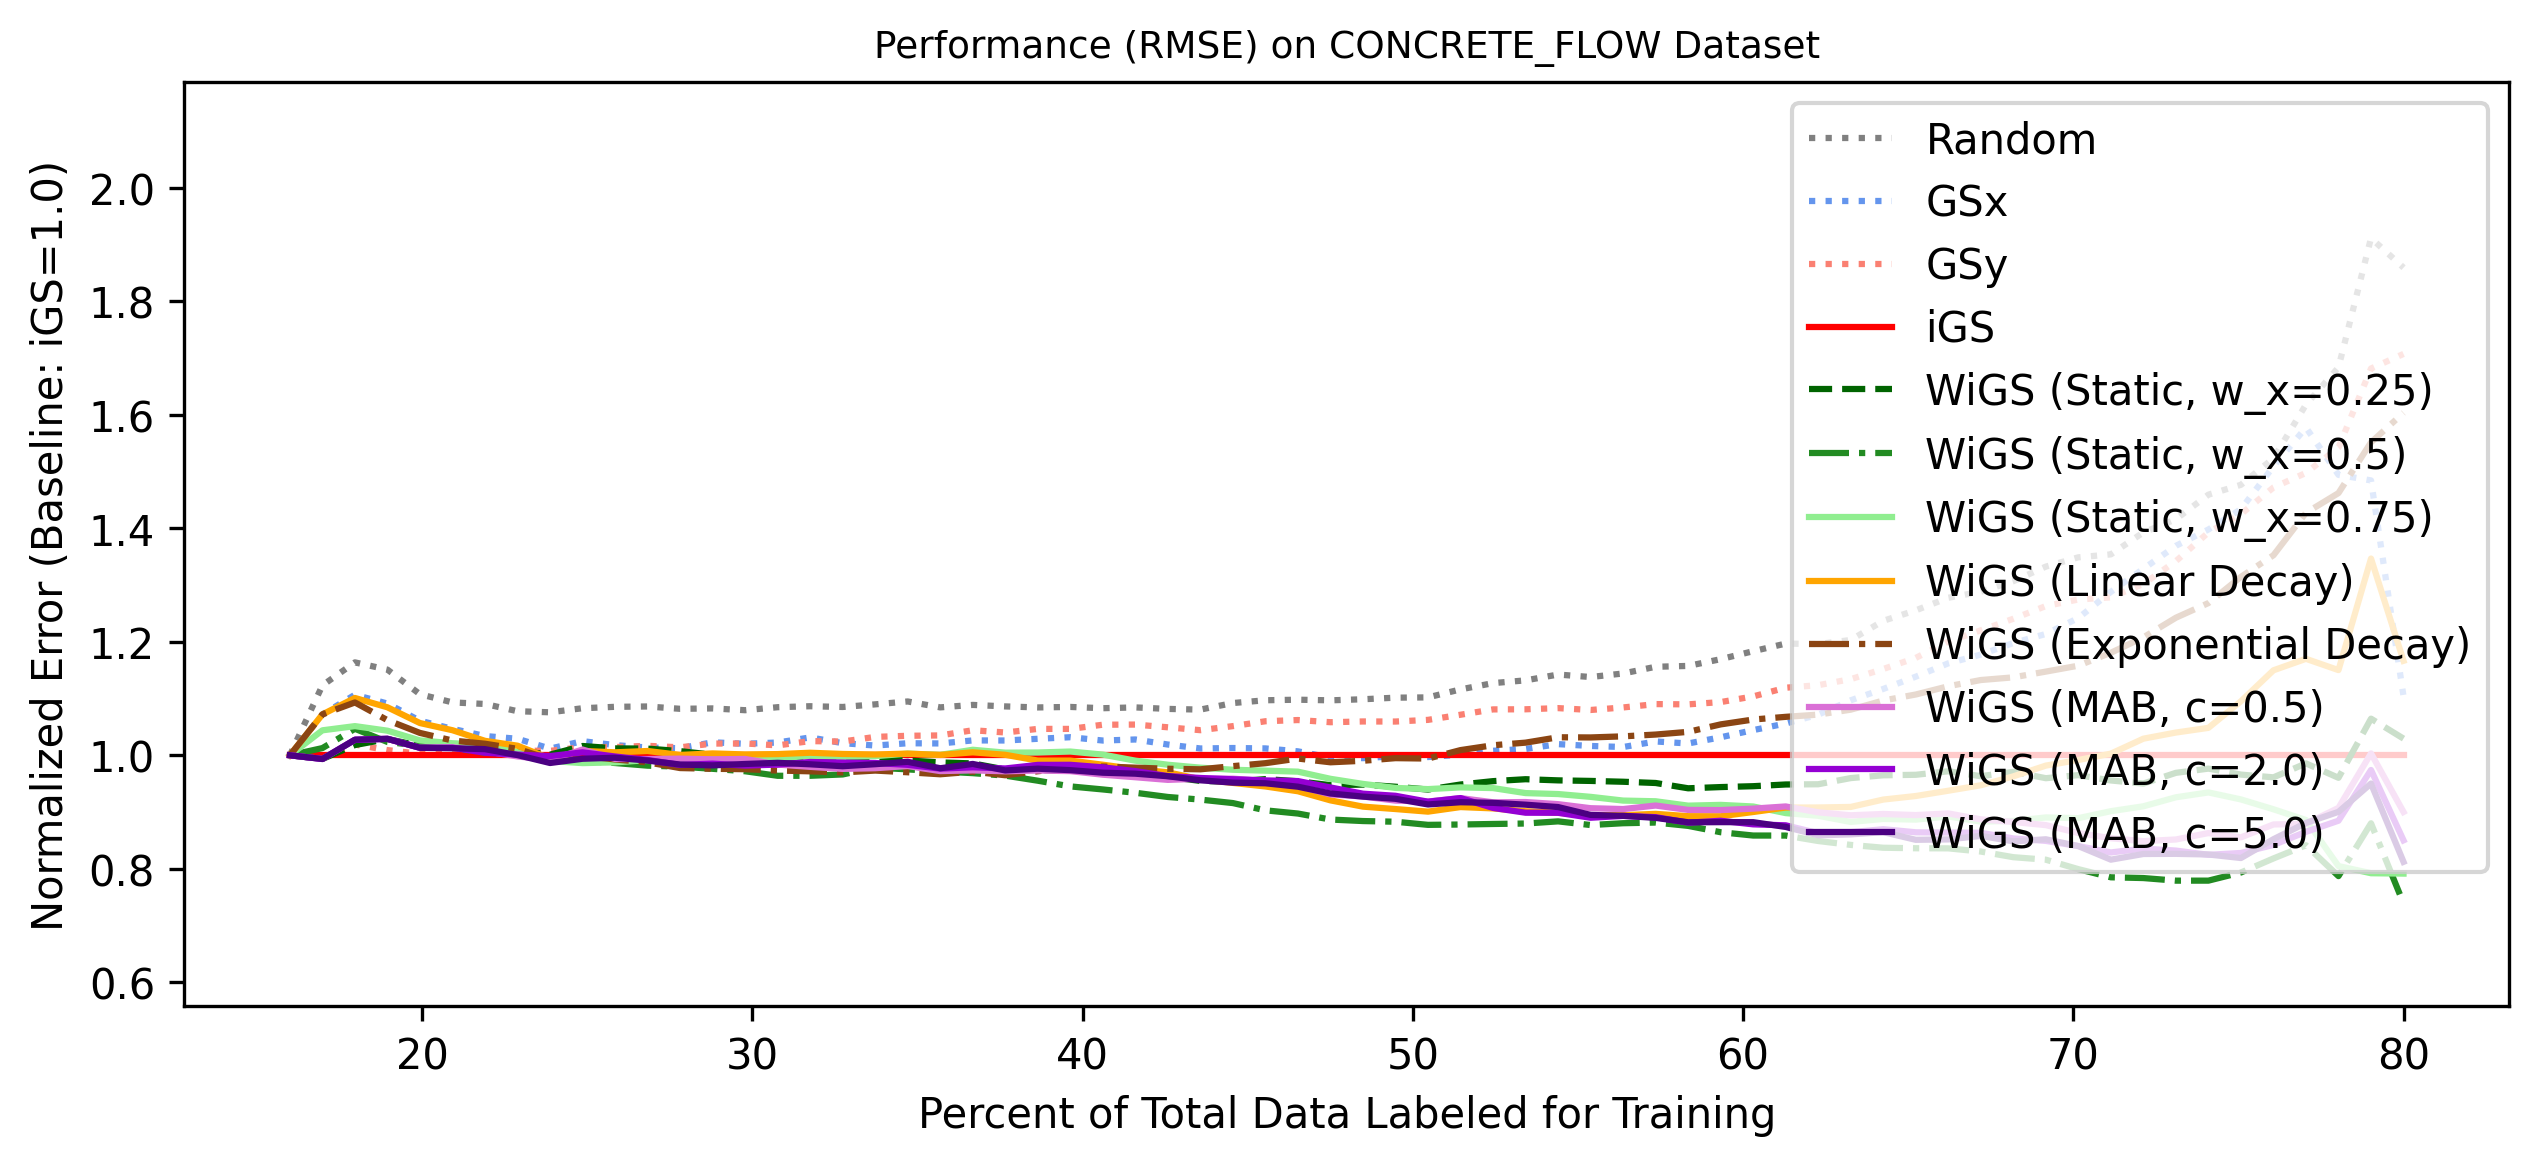 Performance (RMSE) on CONCRETE_FLOW Dataset
Normalized Error (Baseline: iGS=1.0)
2.0
1.8
1.6
1.4
1.2
1.0
0.8
0.6
Random
GSx
GSy
iGS
WiGS (Static, w_x=0.25)
WiGS (Static, w_x=0.5)
WiGS (Static, w_x=0.75)
WiGS (Linear Decay)
WiGS (Exponential Decay)
WiGS (MAB, c=0.5)
WiGS (MAB, c=2.0)
WiGS (MAB, c=5.0)
20 30 40 50 60 70 80
Percent of Total Data Labeled for Training